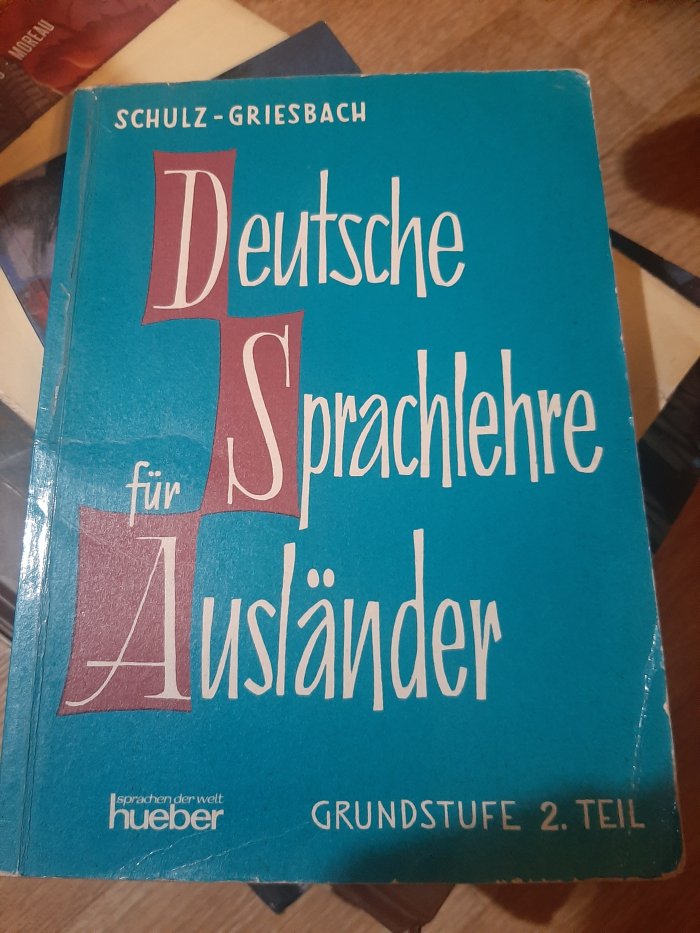 MOREAU
SCHULZ-GRIESBACH
Deutsche
Sprachlehre
für
Ausländer
sprachen der welt
hueber
GRUNDSTUFE 2. TEIL